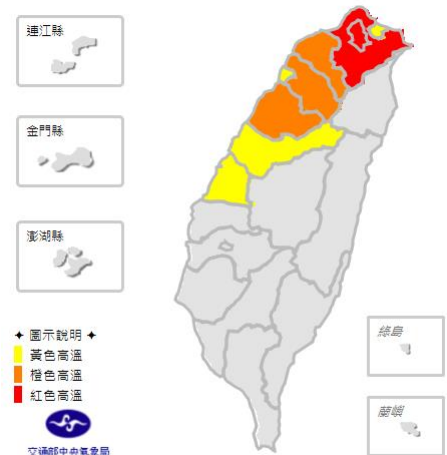 連江縣
金門縣
澎湖縣
✦ 圖示說明 ✦
黃色高溫
橙色高溫
紅色高溫
交通部中央氣象局
綠島
蘭嶼